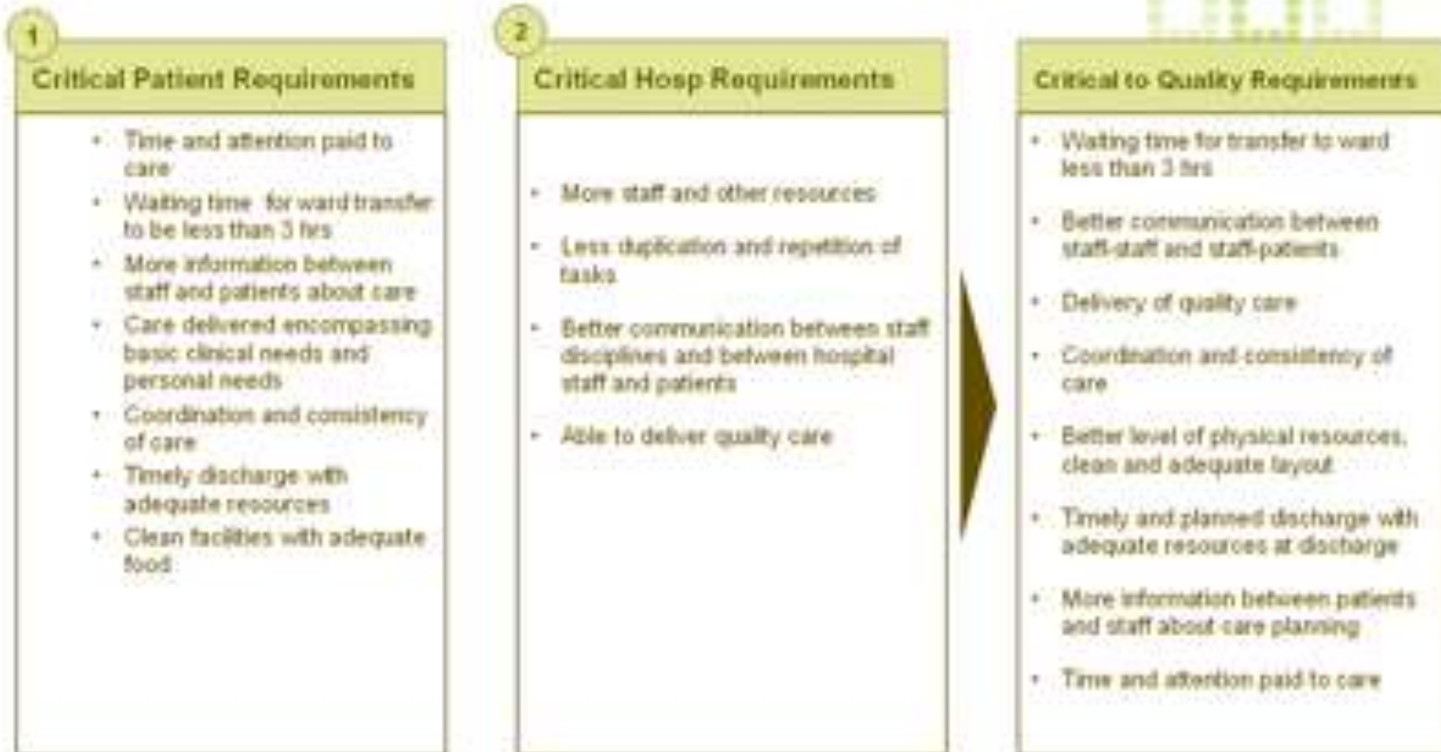 1
Critical Patient Requirements
• Time and attention paid to
care
• Waiting time for ward transfer
to be less than 3 hrs
• More information between
staff and patients about care
• Care delivered encompassing
basic clinical needs and
personal needs
• Coordination and consistency
of care
• Timely discharge with
adequate resources
• Clean facilities with adequate
food
2
Critical Hosp Requirements
• More staff and other resources
• Less duplication and repetition of
tasks
• Better communication between staff
disciplines and between hospital
staff and patients
• Able to deliver quality care
Critical to Quality Requirements
• Waiting time for transfer to ward
less than 3 hrs
• Better communication between
staff-staff and staff-patients
• Delivery of quality care
• Coordination and consistency of
care
• Better level of physical resources,
clean and adequate layout
• Timely and planned discharge with
adequate resources at discharge
• More information between patients
and staff about care planning
• Time and attention paid to care